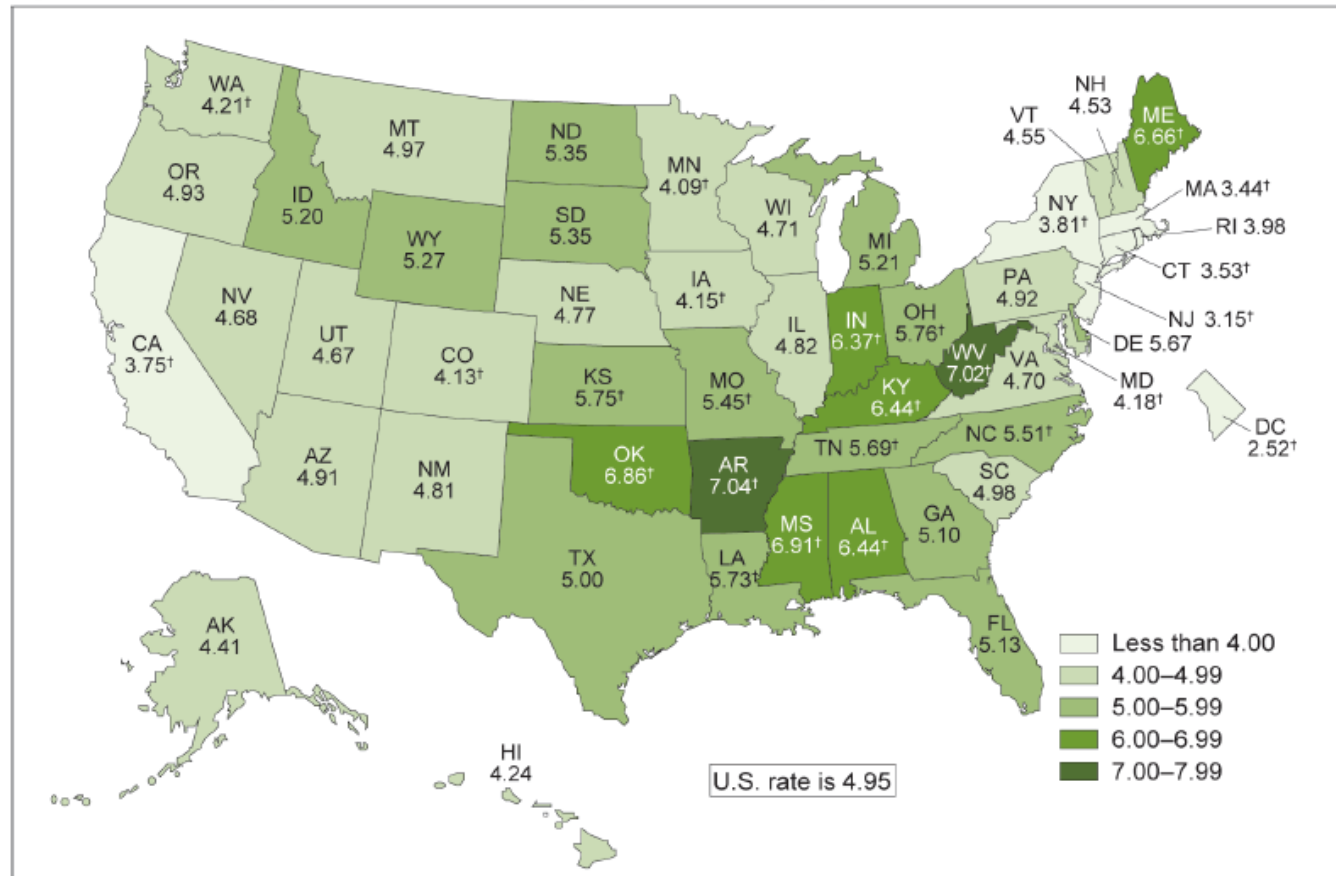 WA
4.21†
MT
4.97
ND
5.35
MN
4.09†
VT
4.55
NH
4.53
ME
6.66†
OR
4.93
ID
5.20
SD
5.35
WI
4.71
MI
5.21
NY
3.81†
MA 3.44†
RI 3.98
CT 3.53†
WY
5.27
IA
4.15†
PA
4.92
NJ 3.15†
NV
4.68
NE
4.77
IL
4.82
IN
6.37†
OH
5.76†
DE 5.67
CA
3.75†
UT
4.67
CO
4.13†
WV
7.02†
VA
4.70
MD
4.18†
KS
5.75†
MO
5.45†
KY
6.44†
DC
2.52†
TN 5.69†
NC 5.51†
AZ
4.91
NM
4.81
OK
6.86†
AR
7.04†
SC
4.98
MS
6.91†
AL
6.44†
GA
5.10
TX
5.00
LA
5.73†
FL
5.13
AK
4.41
HI
4.24
U.S. rate is 4.95
Less than 4.00
4.00–4.99
5.00–5.99
6.00–6.99
7.00–7.99